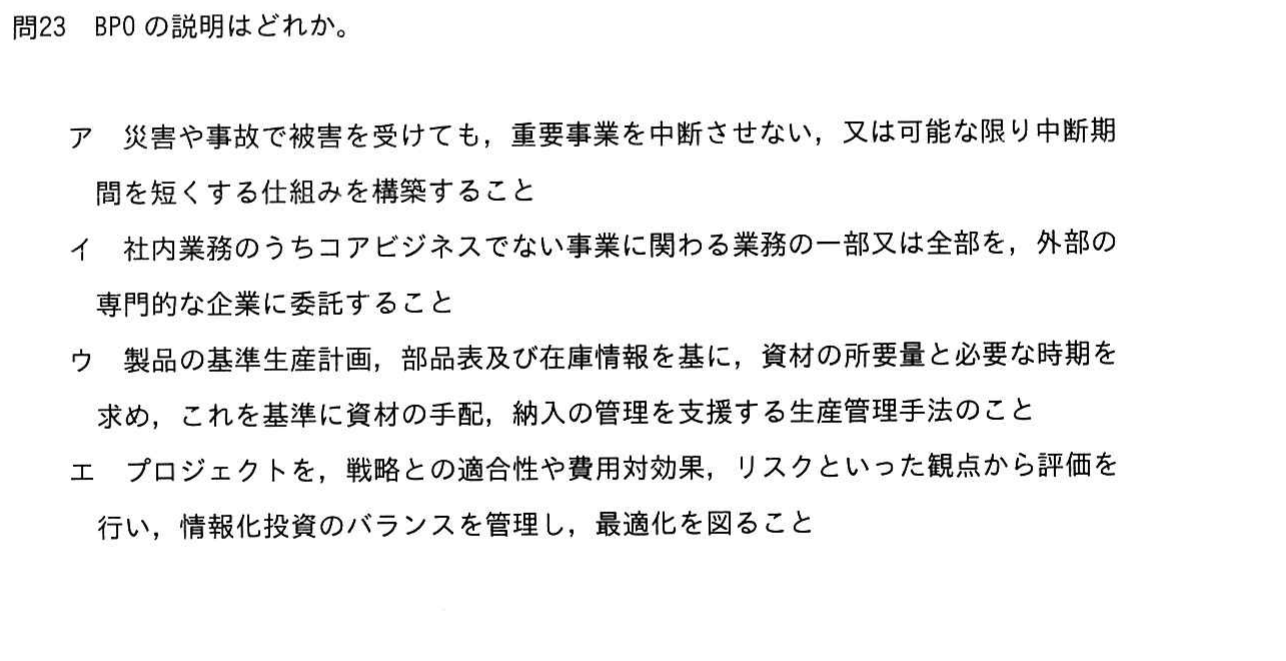 問23　BPO の説明はどれか。
ア　災害や事故で被害を受けても，重要事業を中断させない，又は可能な限り中断期
間を短くする仕組みを構築すること
イ　社内業務のうちコアビジネスでない事業に関わる業務の一部又は全部を，外部の
専門的な企業に委託すること
ウ　製品の基準生産計画，部品表及び在庫情報を基に，資材の所要量と必要な時期を
求め，これを基準に資材の手配，納入の管理を支援する生産管理手法のこと
エ　プロジェクトを，戦略との適合性や費用対効果，リスクといった観点から評価を
行い，情報化投資のバランスを管理し，最適化を図ること